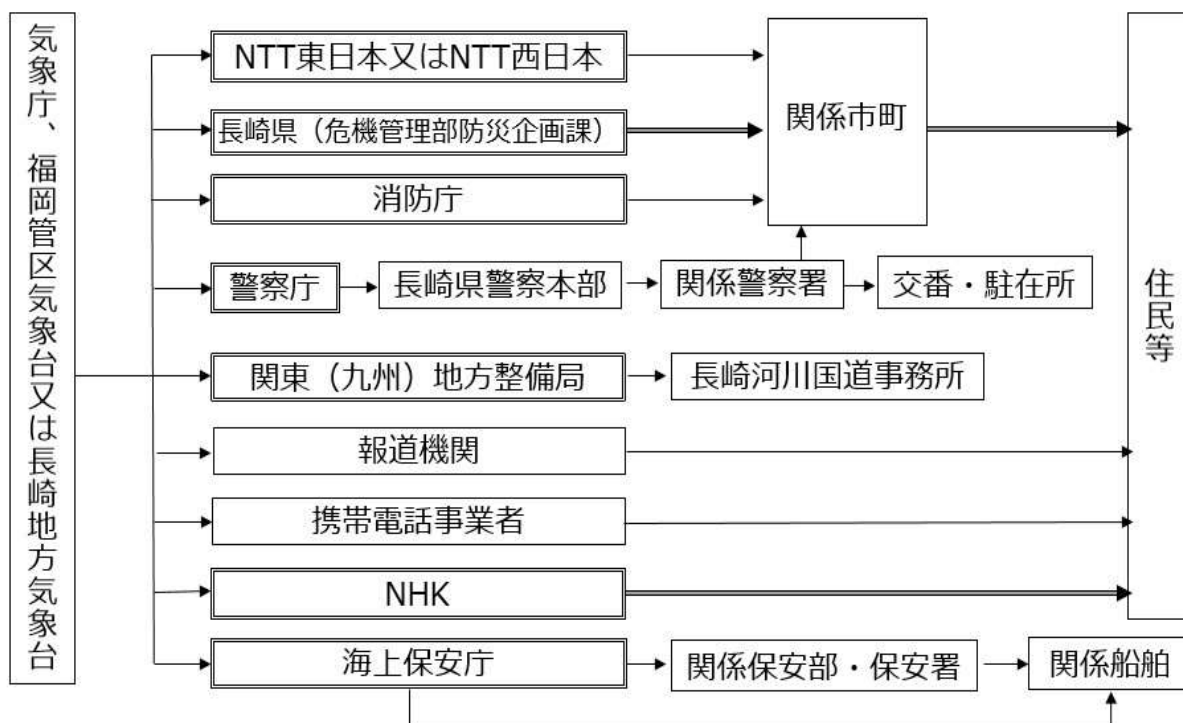 気象庁、福岡管区気象台又は長崎地方気象台
NTT東日本又はNTT西日本
長崎県（危機管理部防災企画課）
消防庁
関係市町
警察庁
長崎県警察本部
関係警察署
交番・駐在所
関東（九州）地方整備局
長崎河川国道事務所
報道機関
携帯電話事業者
NHK
住民等
海上保安庁
関係保安部・保安署
関係船舶